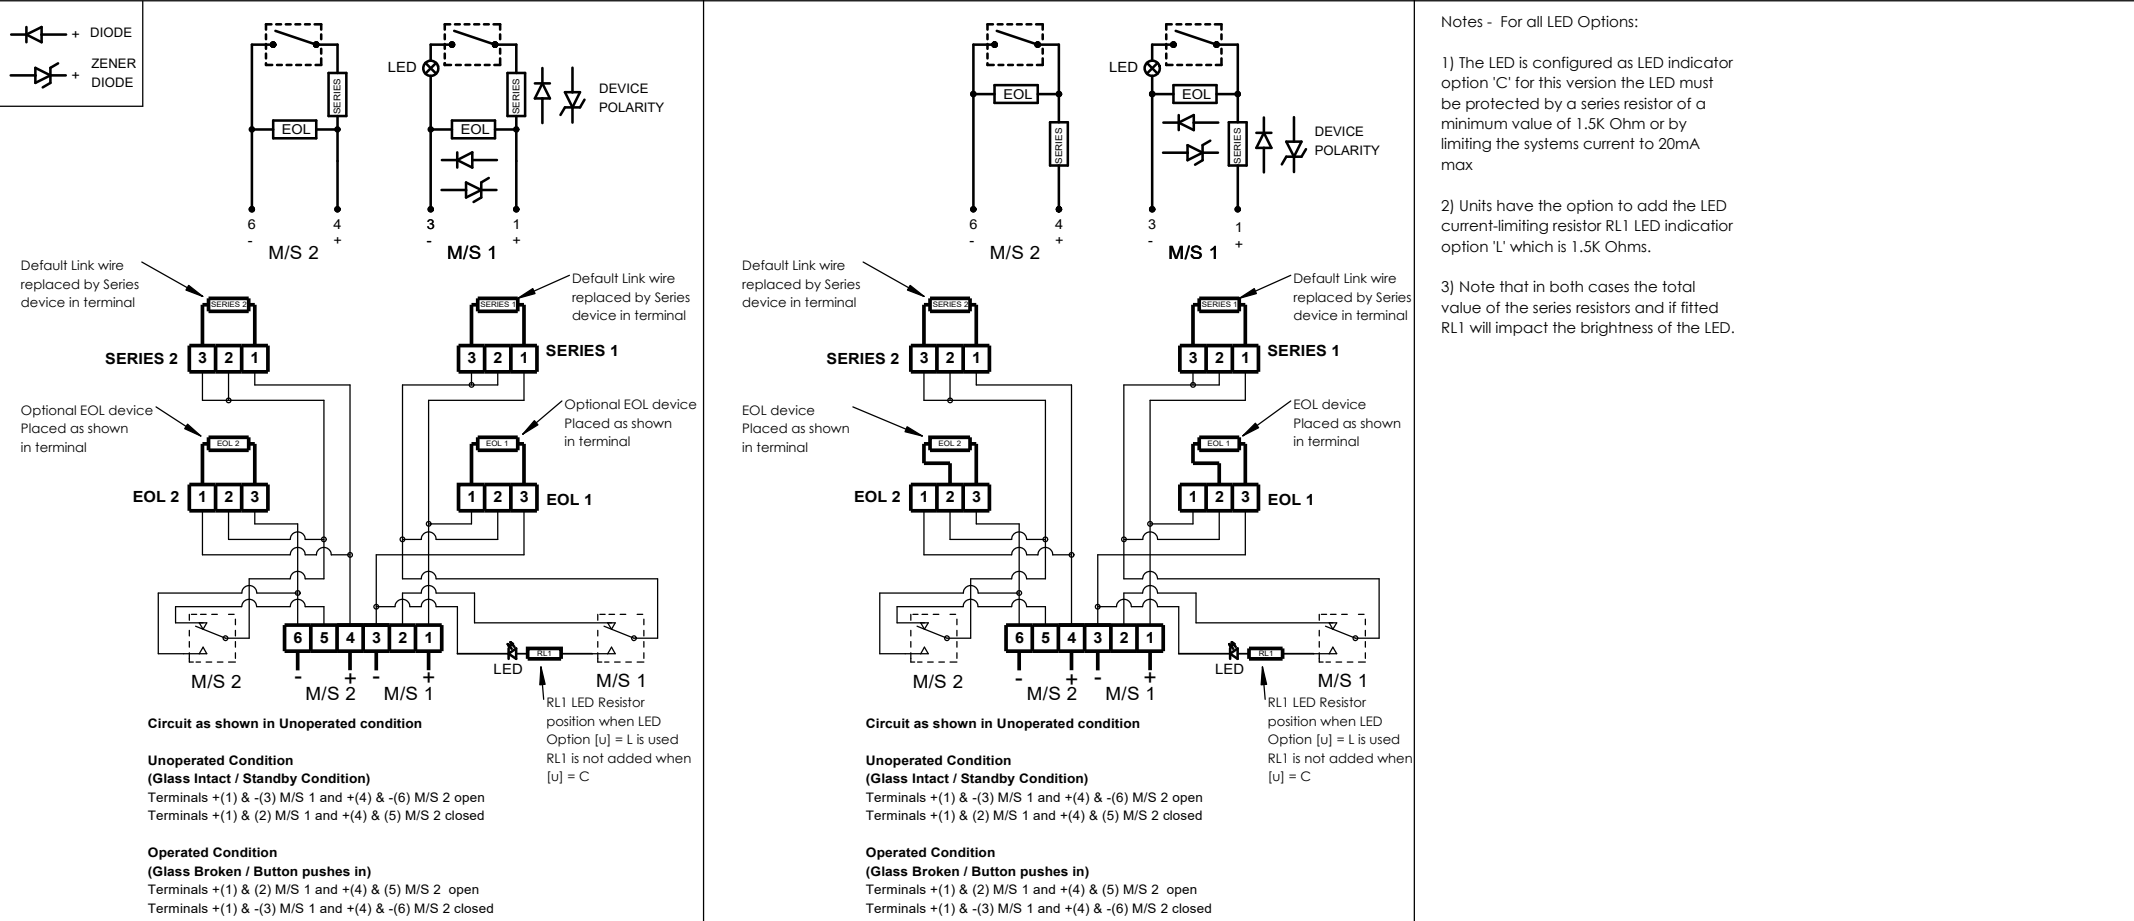 + DIODE
+ ZENER
DIODE
SERIES
EOL
6
-
4
+
M/S 2
LED
SERIES
EOL
DEVICE
POLARITY
3
-
1
+
M/S 1
Default Link wire
replaced by Series
device in terminal
SERIES 2
SERIES 2 3 2 1
Default Link wire
replaced by Series
device in terminal
SERIES 1
3 2 1 SERIES 1
Optional EOL device
Placed as shown
in terminal
EOL 2
EOL 2 1 2 3
Optional EOL device
Placed as shown
in terminal
EOL 1
1 2 3 EOL 1
6 5 4 3 2 1
- + - +
M/S 2 M/S 1
M/S 2
LED
RL1
M/S 1
RL1 LED Resistor
position when LED
Option [u] = L is used
RL1 is not added when
[u] = C
Circuit as shown in Unoperated condition
Unoperated Condition
(Glass Intact / Standby Condition)
Terminals +(1) & -(3) M/S 1 and +(4) & -(6) M/S 2 open
Terminals +(1) & (2) M/S 1 and +(4) & (5) M/S 2 closed
Operated Condition
(Glass Broken / Button pushes in)
Terminals +(1) & (2) M/S 1 and +(4) & (5) M/S 2 open
Terminals +(1) & -(3) M/S 1 and +(4) & -(6) M/S 2 closed
EOL
SERIES
6
-
4
+
M/S 2
LED
EOL
SERIES
DEVICE
POLARITY
3
-
1
+
M/S 1
Default Link wire
replaced by Series
device in terminal
SERIES 2
SERIES 2 3 2 1
Default Link wire
replaced by Series
device in terminal
SERIES 1
3 2 1 SERIES 1
EOL device
Placed as shown
in terminal
EOL 2
EOL 2 1 2 3
EOL device
Placed as shown
in terminal
EOL 1
1 2 3 EOL 1
6 5 4 3 2 1
- + - +
M/S 2 M/S 1
M/S 2
LED
RL1
M/S 1
RL1 LED Resistor
position when LED
Option [u] = L is used
RL1 is not added when
[u] = C
Circuit as shown in Unoperated condition
Unoperated Condition
(Glass Intact / Standby Condition)
Terminals +(1) & -(3) M/S 1 and +(4) & -(6) M/S 2 open
Terminals +(1) & (2) M/S 1 and +(4) & (5) M/S 2 closed
Operated Condition
(Glass Broken / Button pushes in)
Terminals +(1) & (2) M/S 1 and +(4) & (5) M/S 2 open
Terminals +(1) & -(3) M/S 1 and +(4) & -(6) M/S 2 closed
Notes - For all LED Options:
1) The LED is configured as LED indicator
option 'C' for this version the LED must
be protected by a series resistor of a
minimum value of 1.5K Ohm or by
limiting the systems current to 20mA
max
2) Units have the option to add the LED
current-limiting resistor RL1 LED indicatior
option 'L' which is 1.5K Ohms.
3) Note that in both cases the total
value of the series resistors and if fitted
RL1 will impact the brightness of the LED.